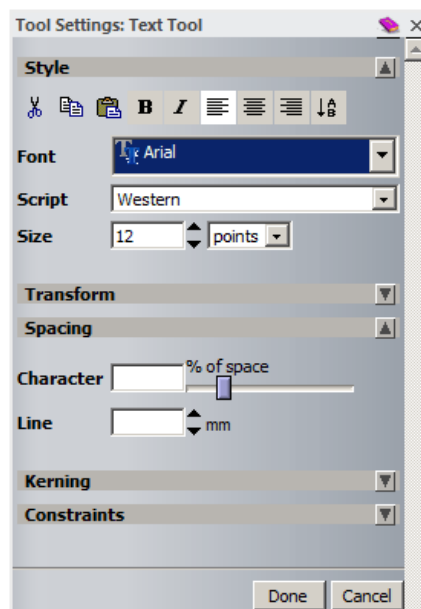 Tool Settings: Text Tool
Style
B I A B
Font Arial
Script Western
Size 12 points
Transform
Spacing
Character % of space
Line mm
Kerning
Constraints
Done Cancel